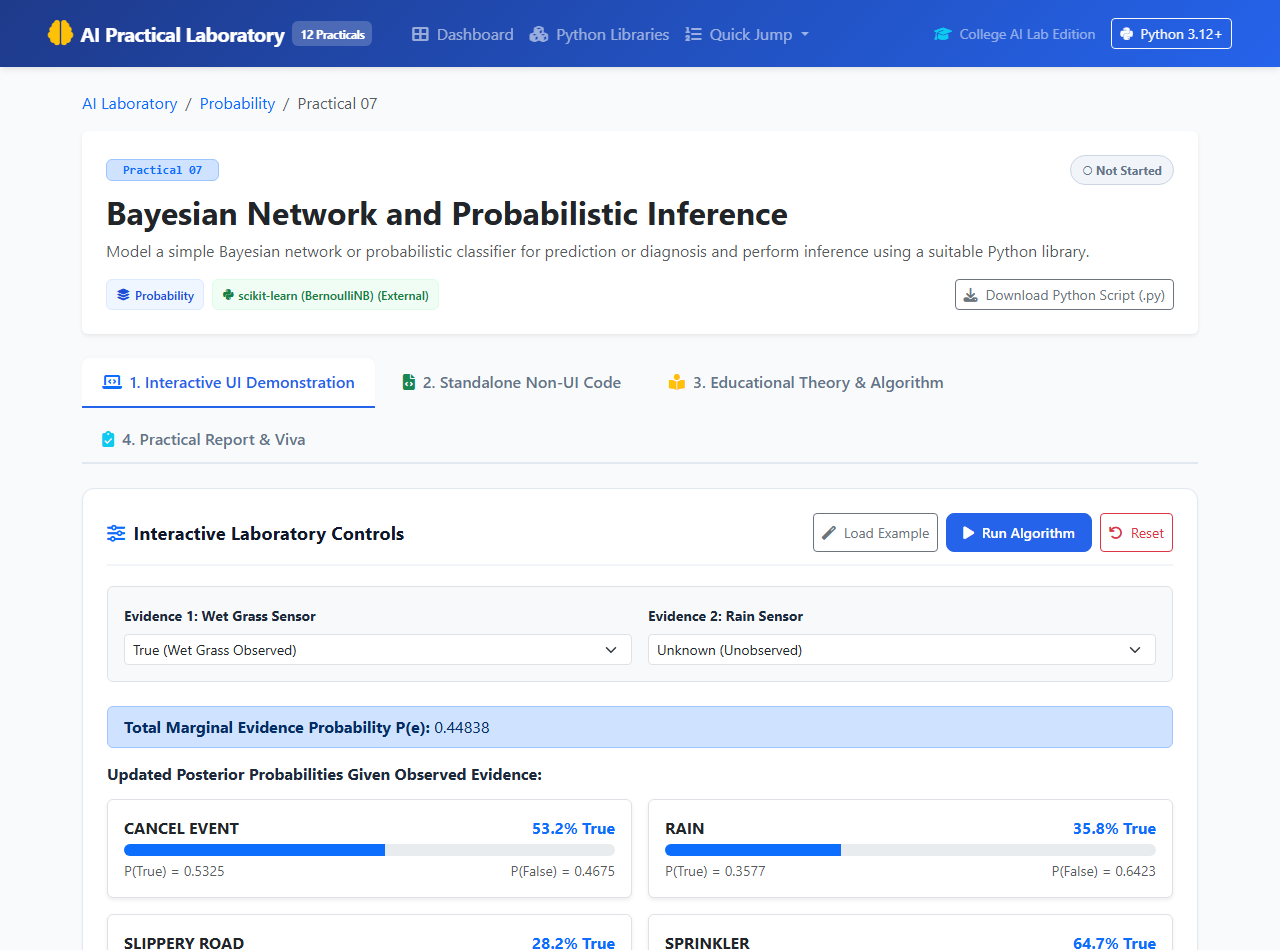 AI Practical Laboratory 12 Practicals Dashboard Python Libraries Quick Jump College AI Lab Edition Python 3.12+
AI Laboratory / Probability / Practical 07
Practical 07 Not Started
Bayesian Network and Probabilistic Inference
Model a simple Bayesian network or probabilistic classifier for prediction or diagnosis and perform inference using a suitable Python library.
Probability scikit-learn (BernoulliNB) (External) Download Python Script (.py)
1. Interactive UI Demonstration 2. Standalone Non-UI Code 3. Educational Theory & Algorithm
4. Practical Report & Viva
Interactive Laboratory Controls Load Example Run Algorithm Reset
Evidence 1: Wet Grass Sensor Evidence 2: Rain Sensor
True (Wet Grass Observed) Unknown (Unobserved)
Total Marginal Evidence Probability P(e): 0.44838
Updated Posterior Probabilities Given Observed Evidence:
CANCEL EVENT 53.2% True RAIN 35.8% True
P(True) = 0.5325 P(False) = 0.4675 P(True) = 0.3577 P(False) = 0.6423
SLIPPERY ROAD 28.2% True SPRINKLER 64.7% True